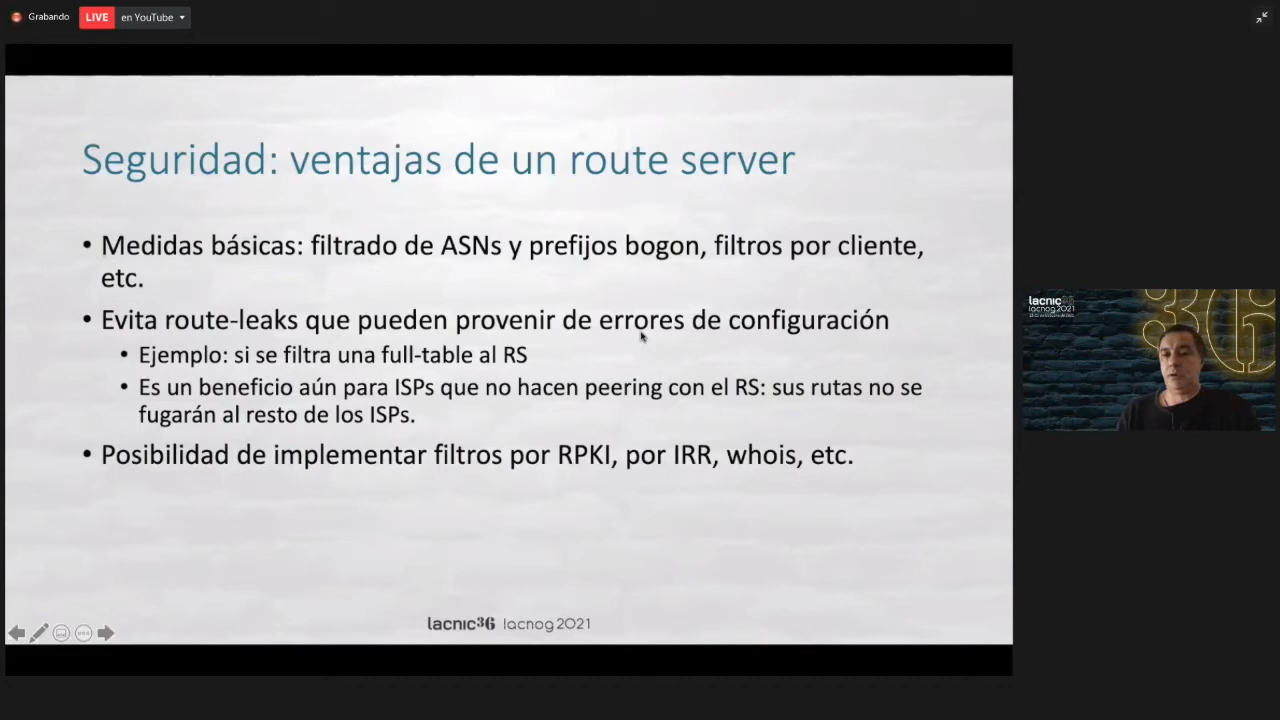 Grabando
LIVE en YouTube
Seguridad: ventajas de un route server
• Medidas básicas: filtrado de ASNs y prefijos bogon, filtros por cliente,
etc.
• Evita route-leaks que pueden provenir de errores de configuración
• Ejemplo: si se filtra una full-table al RS
• Es un beneficio aún para ISPs que no hacen peering con el RS: sus rutas no se
fugarán al resto de los ISPs.
• Posibilidad de implementar filtros por RPKI, por IRR, whois, etc.
lacnic36 lacnog 2021
lacnic36
lacnog 2021
36